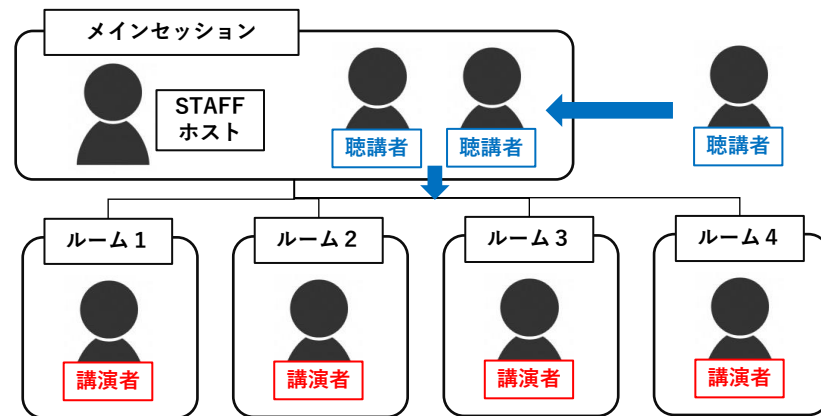 メインセッション
STAFF
ホスト
聴講者
聴講者
聴講者
ルーム1
ルーム2
ルーム3
ルーム4
講演者
講演者
講演者
講演者